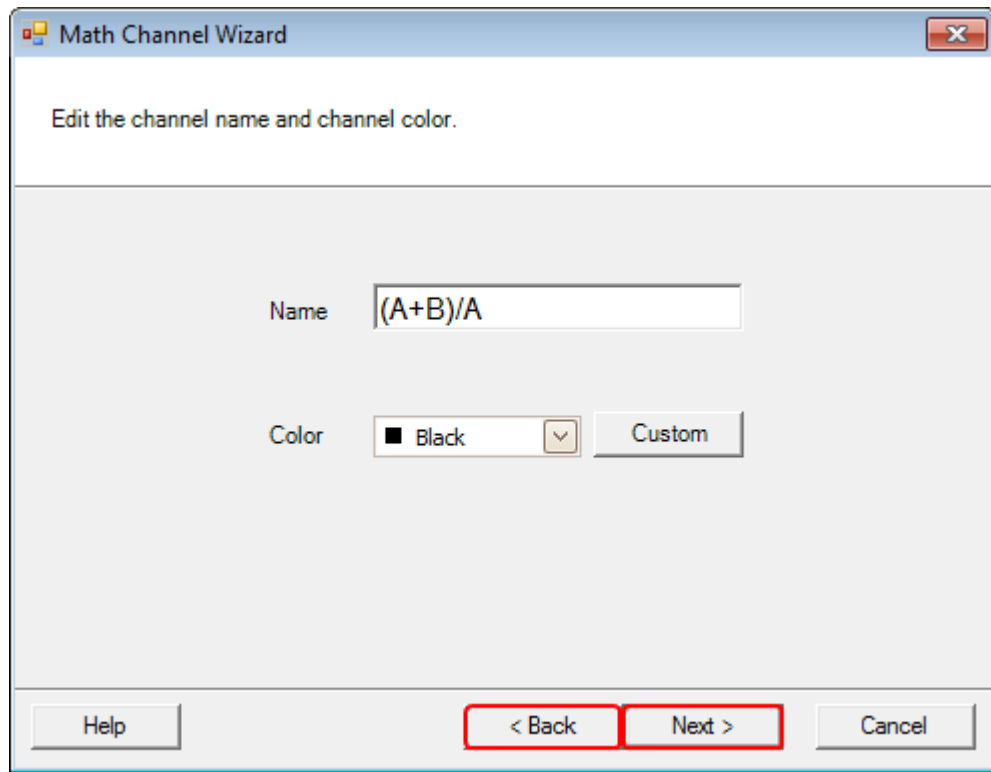 Math Channel Wizard
Edit the channel name and channel color.
Name (A+B)/A
Color Black Custom
Help < Back Next > Cancel